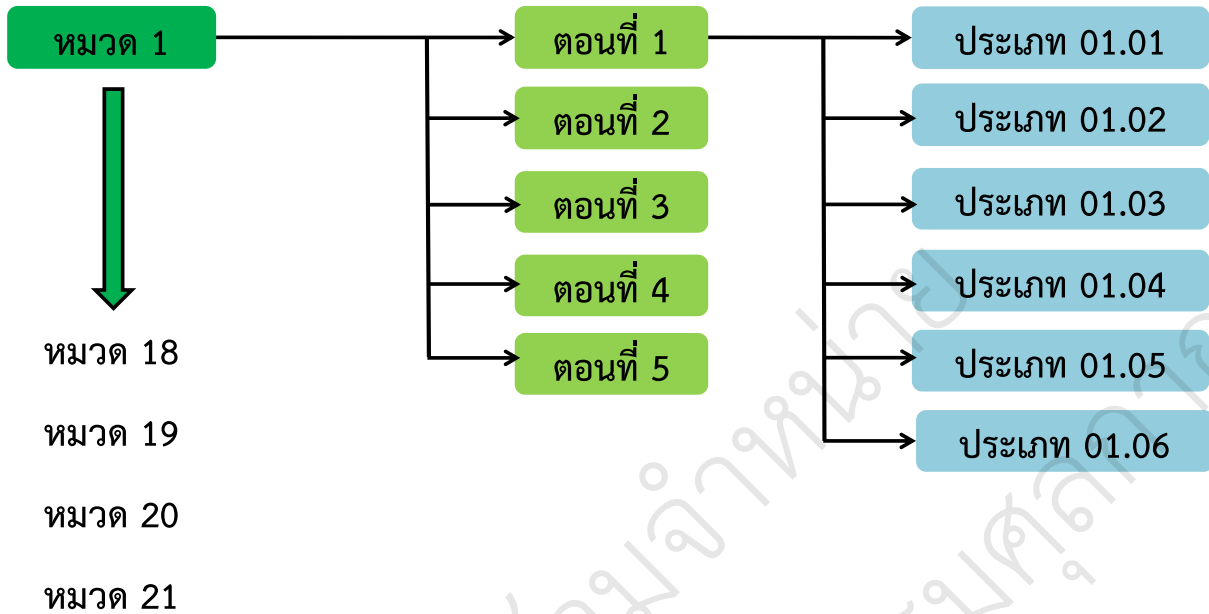 หมวด 1
ตอนที่ 1
ประเภท 01.01
ตอนที่ 2
ประเภท 01.02
ตอนที่ 3
ประเภท 01.03
ตอนที่ 4
ประเภท 01.04
หมวด 18
ตอนที่ 5
ประเภท 01.05
หมวด 19
ประเภท 01.06
หมวด 20
หมวด 21